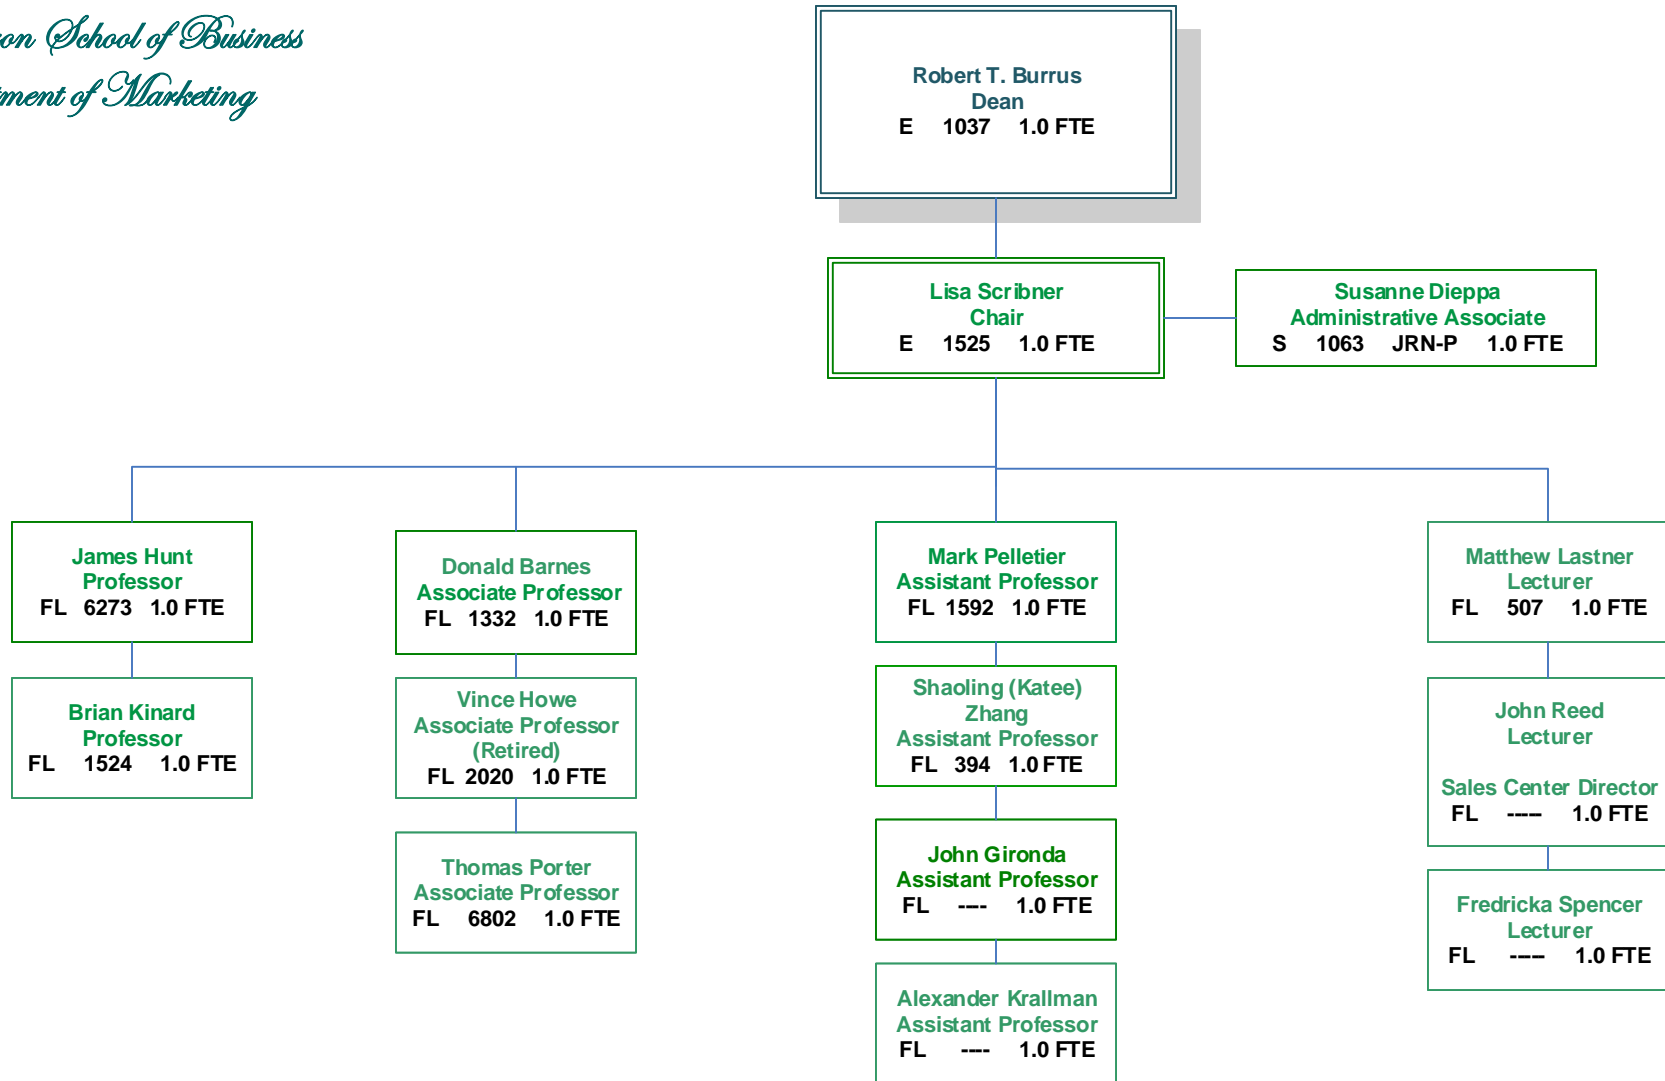 School of Business
of Marketing
Robert T. Burrus
Dean
E 1037 1.0 FTE
Lisa Scribner
Chair
E 1525 1.0 FTE
Susanne Dieppa
Administrative Associate
S 1063 JRN-P 1.0 FTE
James Hunt
Professor
FL 6273 1.0 FTE
Brian Kinard
Professor
FL 1524 1.0 FTE
Donald Barnes
Associate Professor
FL 1332 1.0 FTE
Vince Howe
Associate Professor
(Retired)
FL 2020 1.0 FTE
Thomas Porter
Associate Professor
FL 6802 1.0 FTE
Mark Pelletier
Assistant Professor
FL 1592 1.0 FTE
Shaoling (Katee)
Zhang
Assistant Professor
FL 394 1.0 FTE
John Gironda
Assistant Professor
FL ---- 1.0 FTE
Alexander Krallman
Assistant Professor
FL ---- 1.0 FTE
Matthew Lastner
Lecturer
FL 507 1.0 FTE
John Reed
Lecturer
Sales Center Director
FL ----- 1.0 FTE
Fredricka Spencer
Lecturer
FL ----- 1.0 FTE